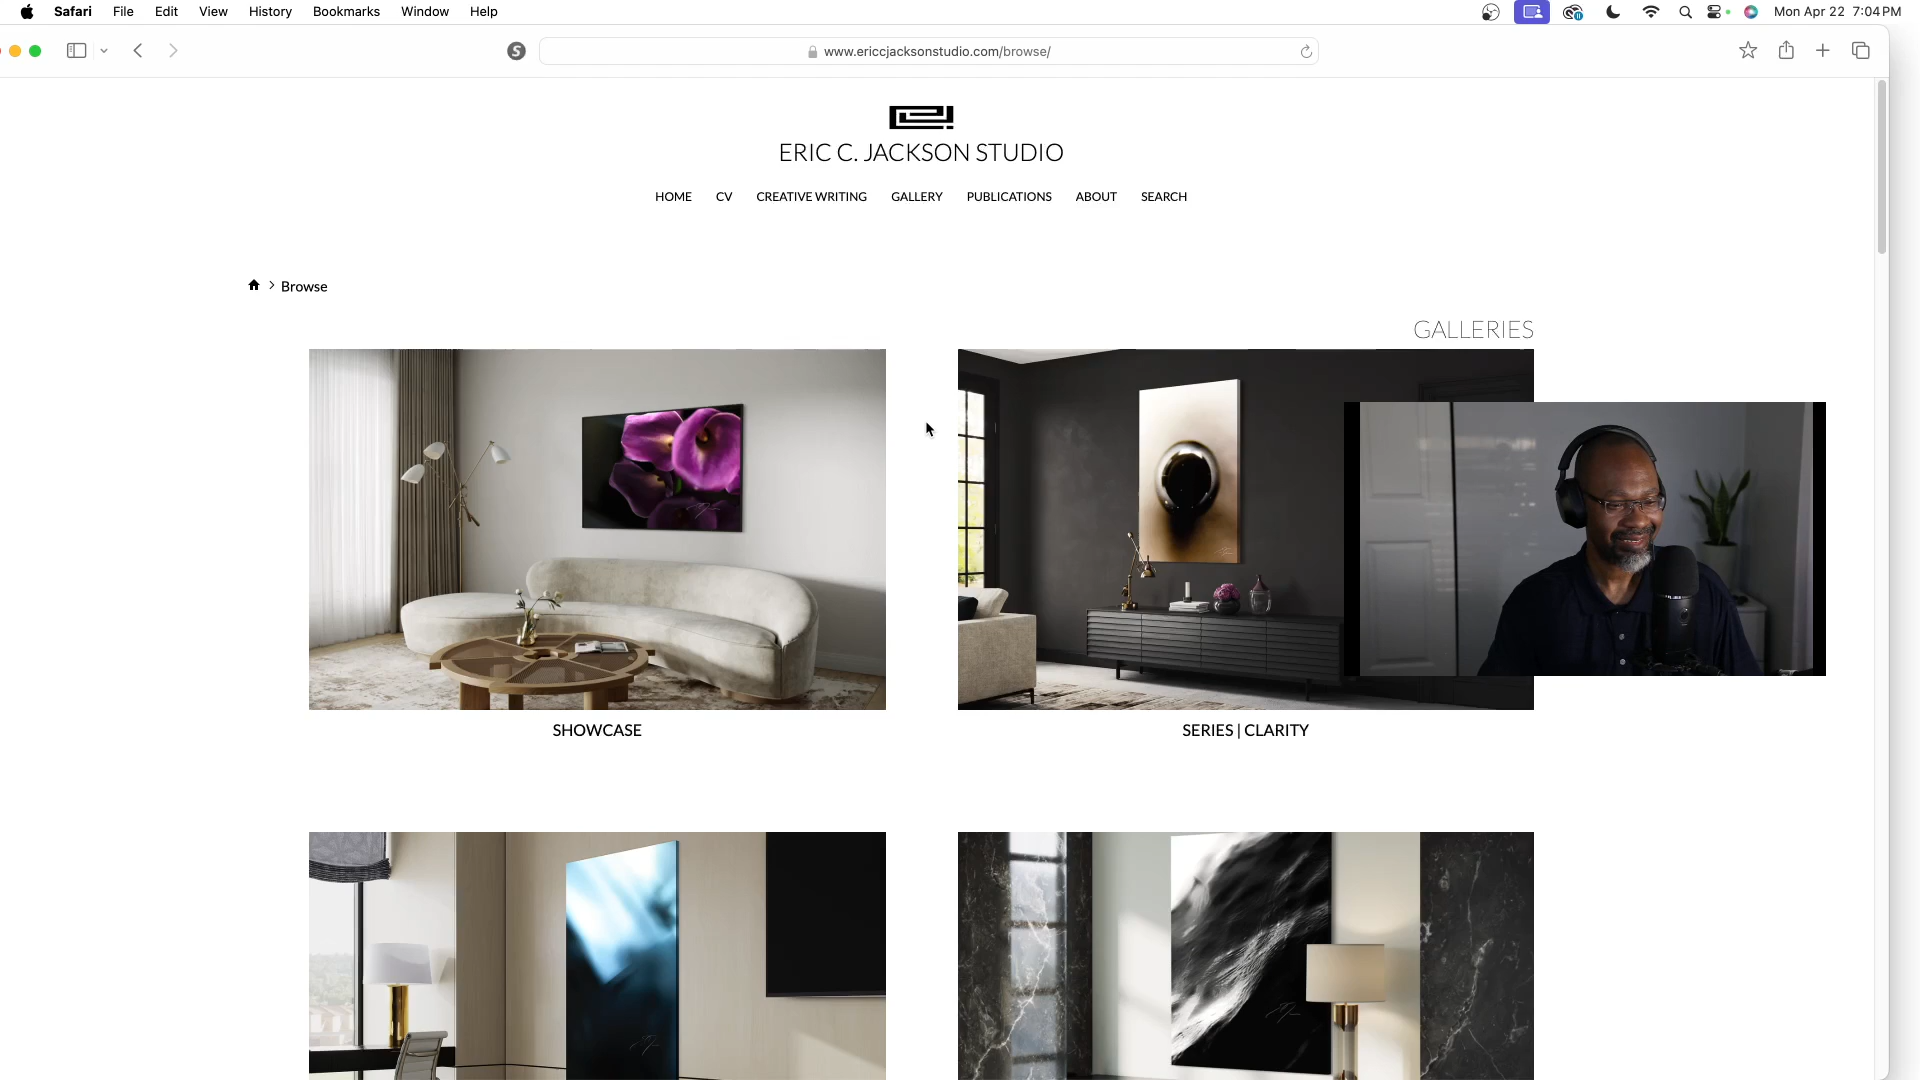 Safari File Edit View History Bookmarks Window Help Mon Apr 22 7:04 PM
www.ericcjacksonstudio.com/browse/
ERIC C. JACKSON STUDIO
HOME CV CREATIVE WRITING GALLERY PUBLICATIONS ABOUT SEARCH
> Browse
GALLERIES
SHOWCASE
SERIES | CLARITY